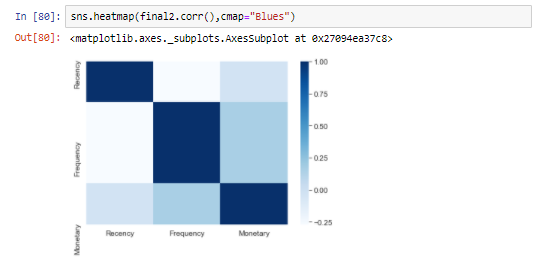 In [80]: sns.heatmap(final2.corr(),cmap="Blues")
Out[80]: <matplotlib.axes._subplots.AxesSubplot at 0x27094ea37c8>
Recency
Frequency
Monetary
1.00
0.75
0.50
0.25
0.00
-0.25
Recency Frequency Monetary